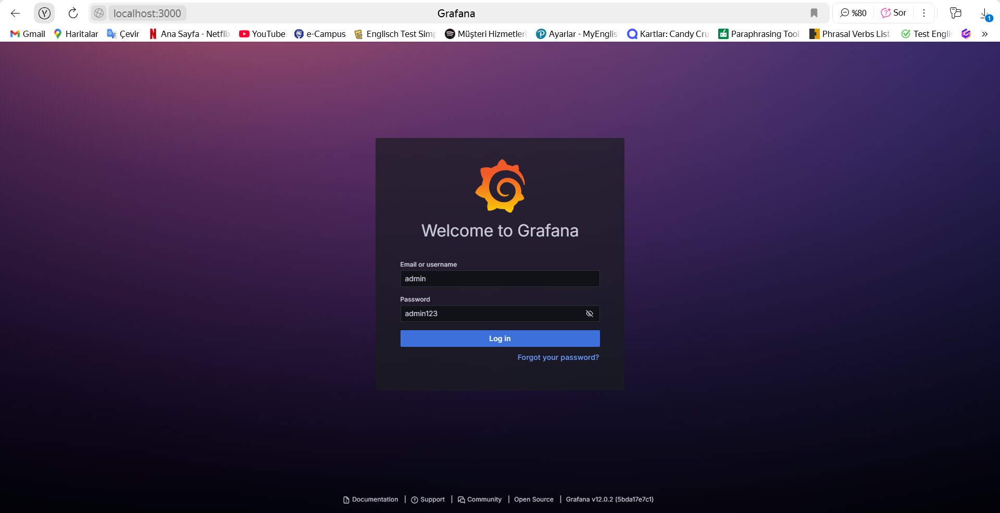 localhost:3000
Grafana
%80
Sor
1
Gmail
Haritalar
Çevir
Ana Sayfa - Netflix
YouTube
e-Campus
Englisch Test Sim
Müşteri Hizmetleri
Ayarlar - MyEnglis
Kartlar: Candy Cru
Paraphrasing Tool
Phrasal Verbs List
Test Englis
Welcome to Grafana
Email or username
admin
Password
admin123
Log in
Forgot your password?
Documentation | Support | Community | Open Source | Grafana v12.0.2 (5bda17e7c1)